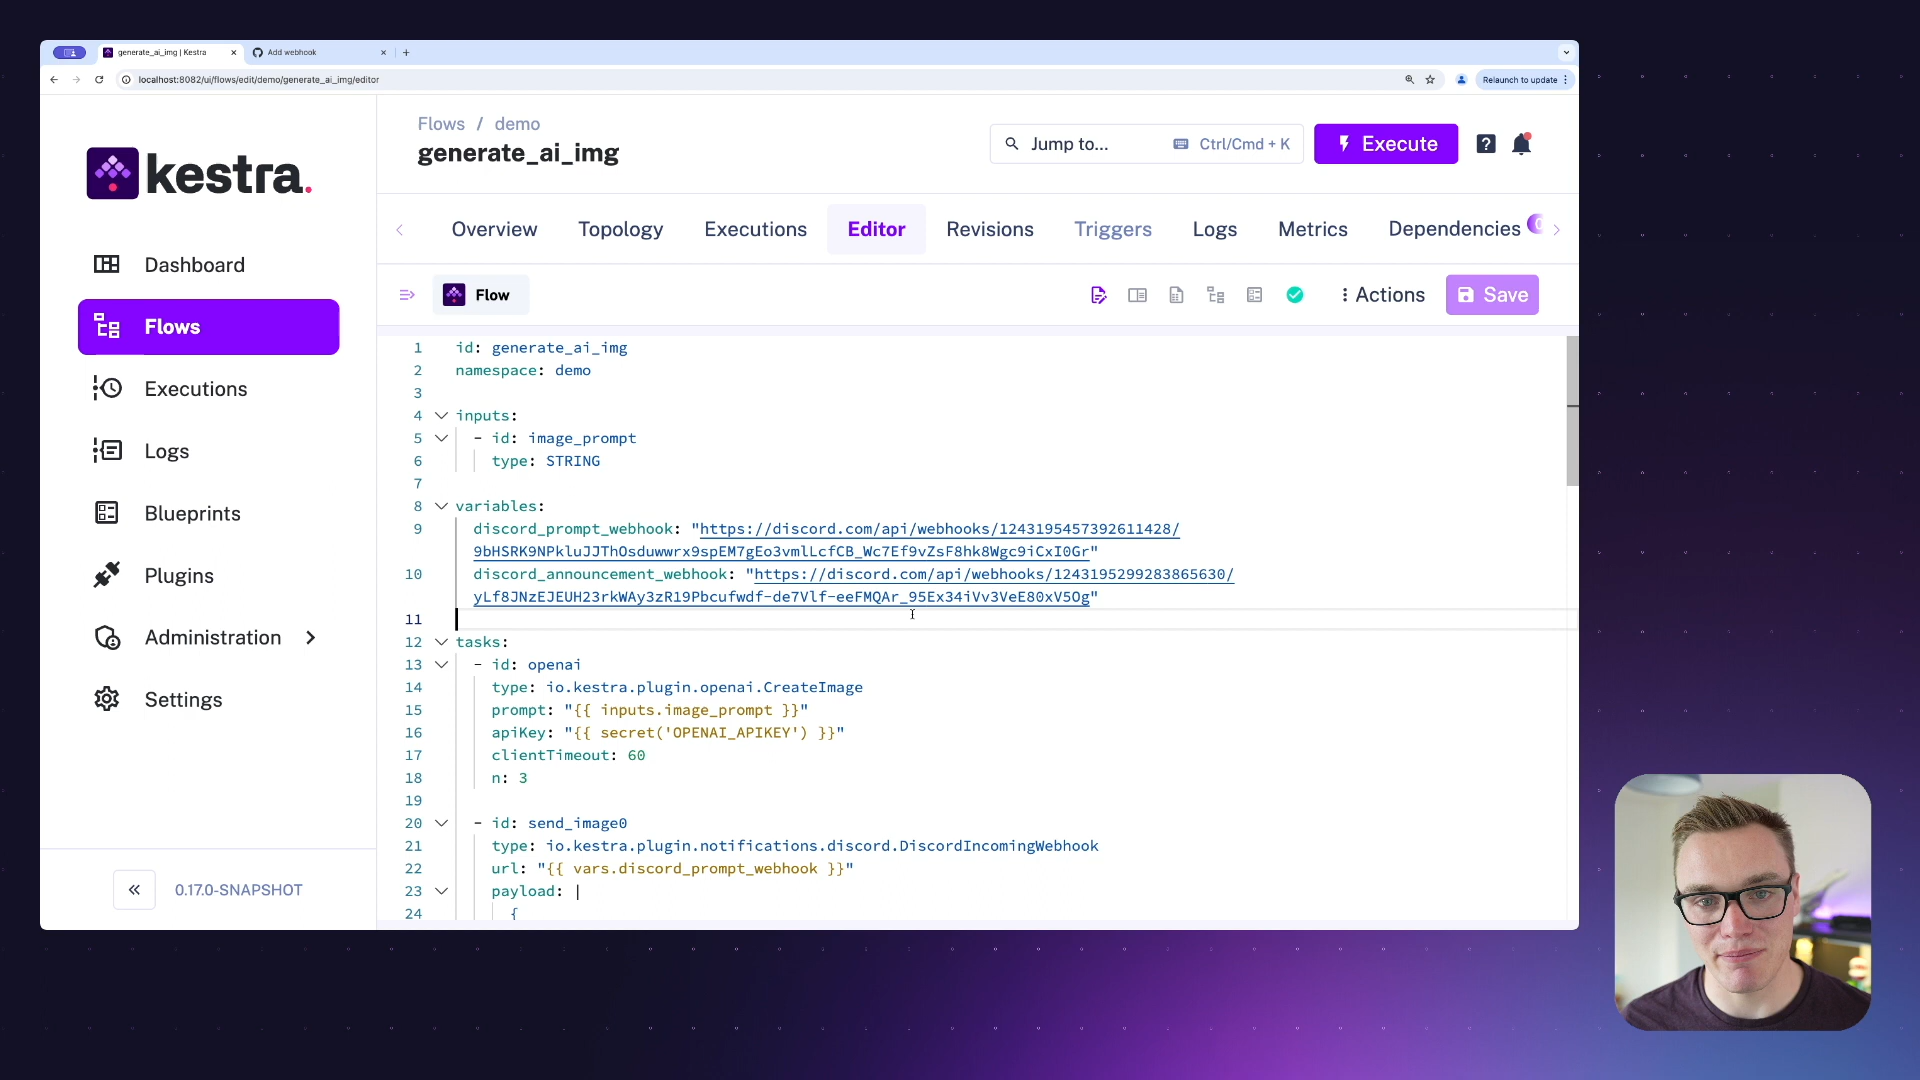 generate_ai_img | Kestra
Add webhook
localhost:8082/ui/flows/edit/demo/generate_ai_img/editor
Relaunch to update
kestra.
Dashboard
Flows
Executions
Logs
Blueprints
Plugins
Administration
Settings
0.17.0-SNAPSHOT
Flows / demo
generate_ai_img
Jump to...
Ctrl/Cmd + K
Execute
Overview
Topology
Executions
Editor
Revisions
Triggers
Logs
Metrics
Dependencies
Flow
Actions
Save
1 id: generate_ai_img
2 namespace: demo
3
4 inputs:
5 - id: image_prompt
6 type: STRING
7
8 variables:
9 discord_prompt_webhook: "https://discord.com/api/webhooks/1243195457392611428/
9bHSRK9NPkluJJThOsduwwrx9spEM7gEo3vmlLcfCB_Wc7Ef9vZsF8hk8Wgc9iCxI0Gr"
10 discord_announcement_webhook: "https://discord.com/api/webhooks/1243195299283865630/
yLf8JNzEJEUH23rkWAy3zR19Pbcufwdf-de7Vlf-eeFMQAr_95Ex34iVv3VeE80xV5Og"
11
12 tasks:
13 - id: openai
14 type: io.kestra.plugin.openai.CreateImage
15 prompt: "{{ inputs.image_prompt }}"
16 apiKey: "{{ secret('OPENAI_APIKEY') }}"
17 clientTimeout: 60
18 n: 3
19
20 - id: send_image0
21 type: io.kestra.plugin.notifications.discord.DiscordIncomingWebhook
22 url: "{{ vars.discord_prompt_webhook }}"
23 payload: |
24 {